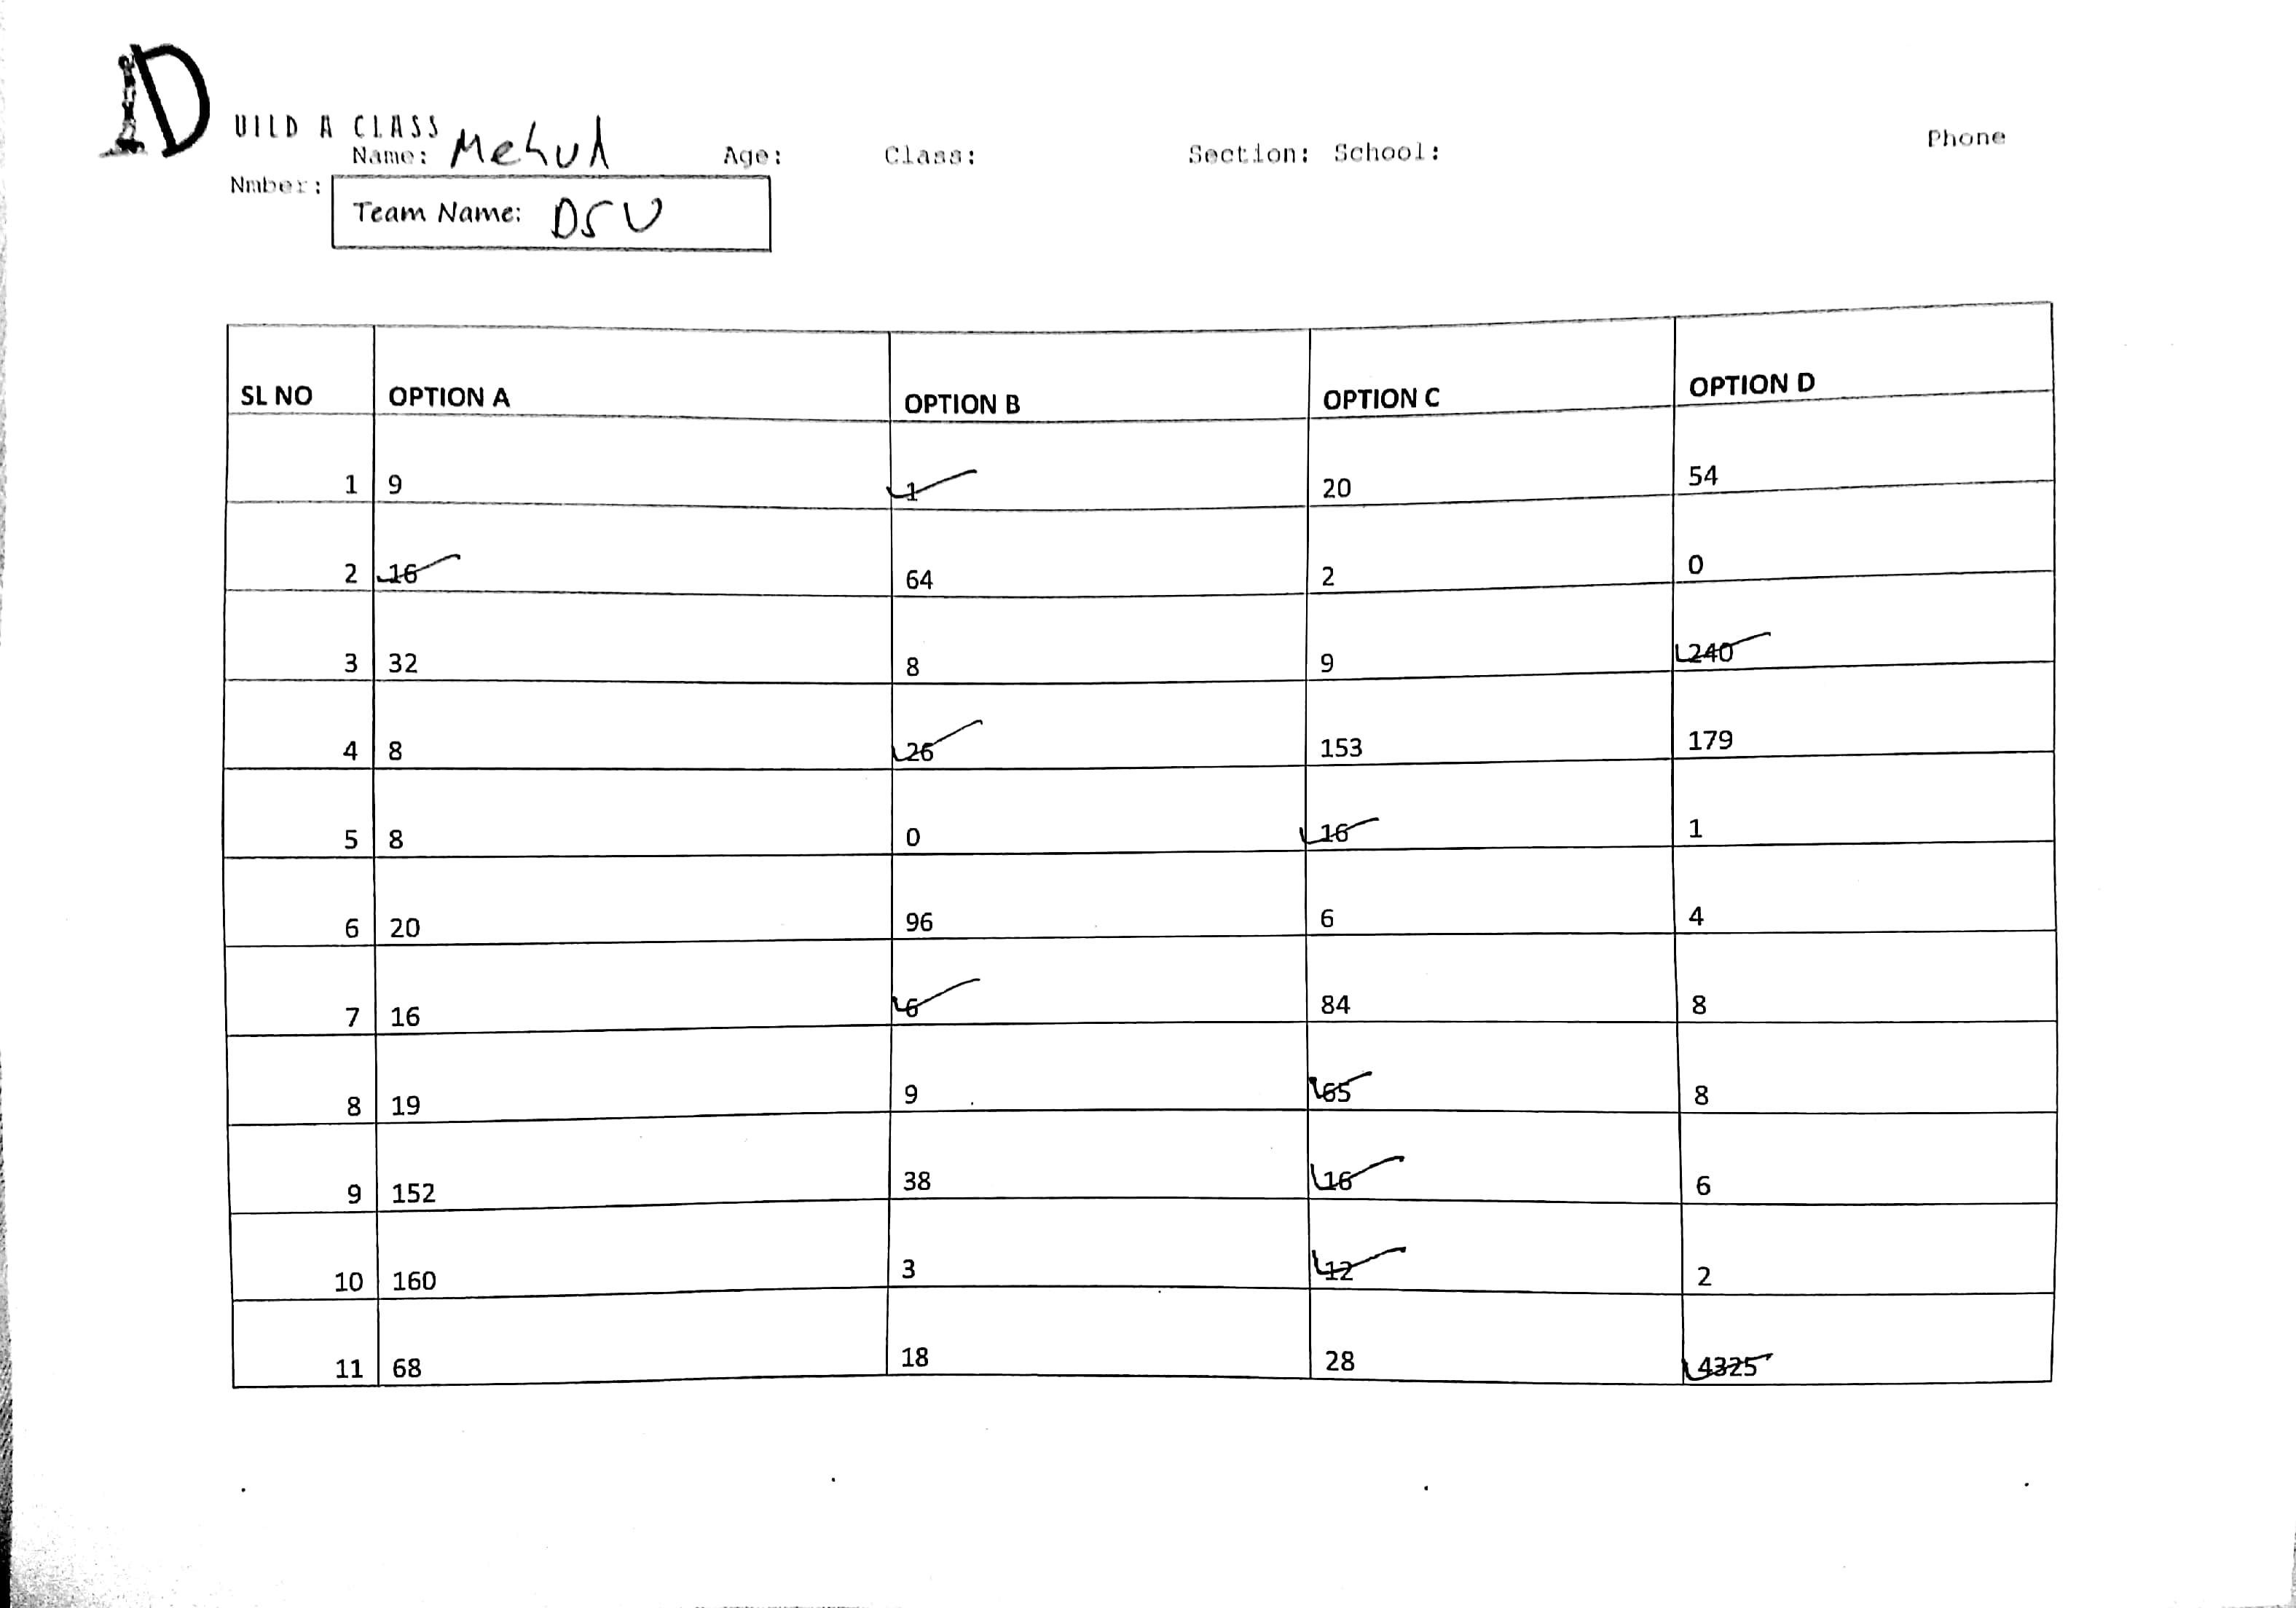 UILD A CLASS
Name: Mehul Age: Class: Section: School: Phone
Nmber:
Team Name: DSU
SL NO OPTION A OPTION B OPTION C OPTION D
1 9 1 20 54
2 16 64 2 0
3 32 8 9 240
4 8 26 153 179
5 8 0 16 1
6 20 96 6 4
7 16 6 84 8
8 19 9 65 8
9 152 38 16 6
10 160 3 12 2
11 68 18 28 4325